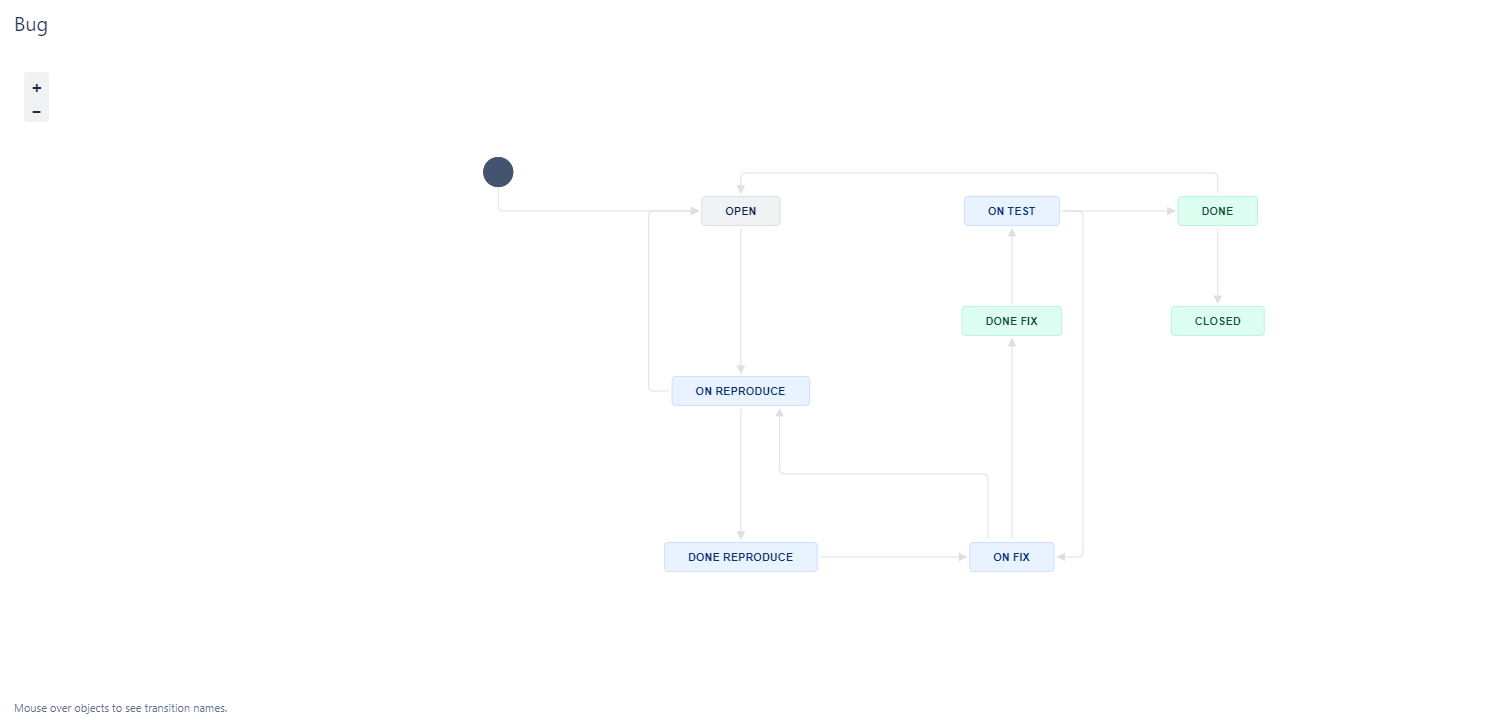 Bug
+
−
OPEN
ON TEST
DONE
DONE FIX
CLOSED
ON REPRODUCE
DONE REPRODUCE
ON FIX
Mouse over objects to see transition names.